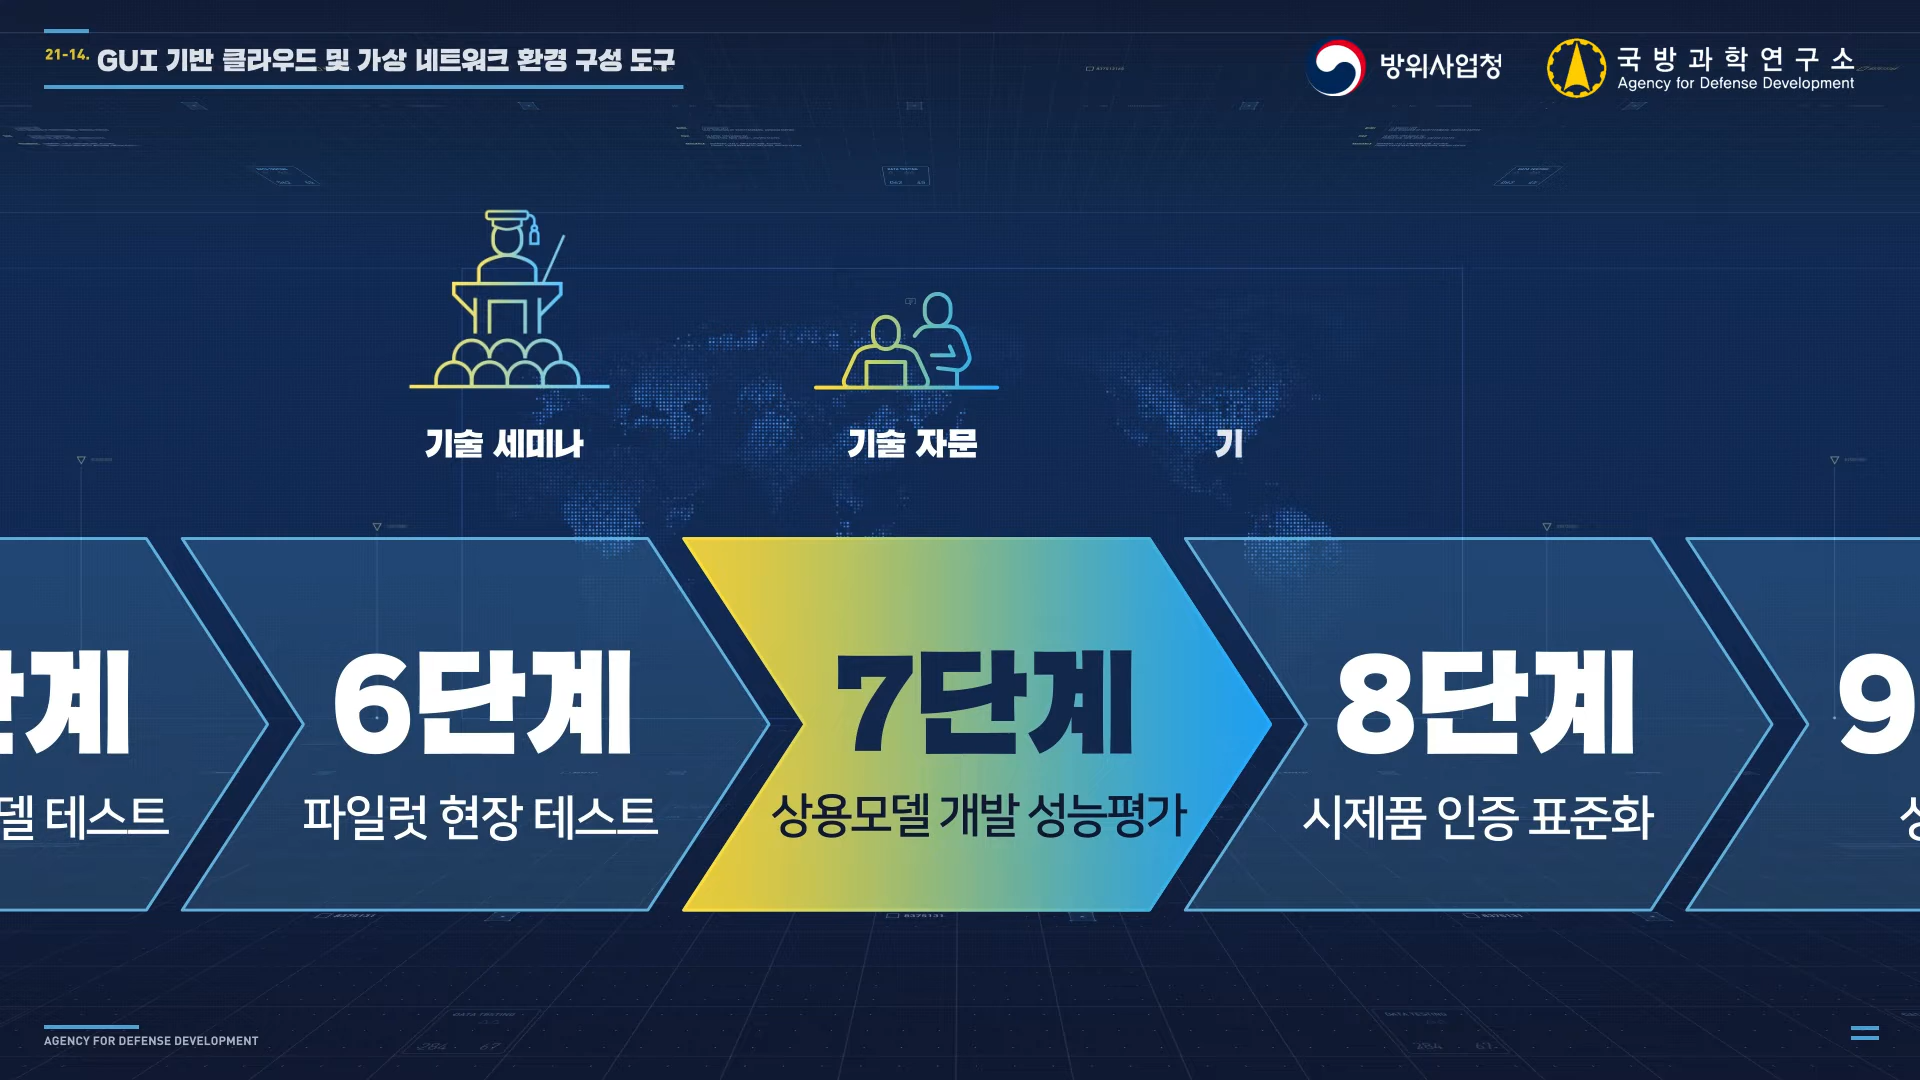 21-14. GUI 기반 클라우드 및 가상 네트워크 환경 구성 도구
방위사업청
국방과학연구소
Agency for Defense Development
기술 세미나
기술 자문
기
단계
6단계
7단계
8단계
9
델 테스트
파일럿 현장 테스트
상용모델 개발 성능평가
시제품 인증 표준화
AGENCY FOR DEFENSE DEVELOPMENT